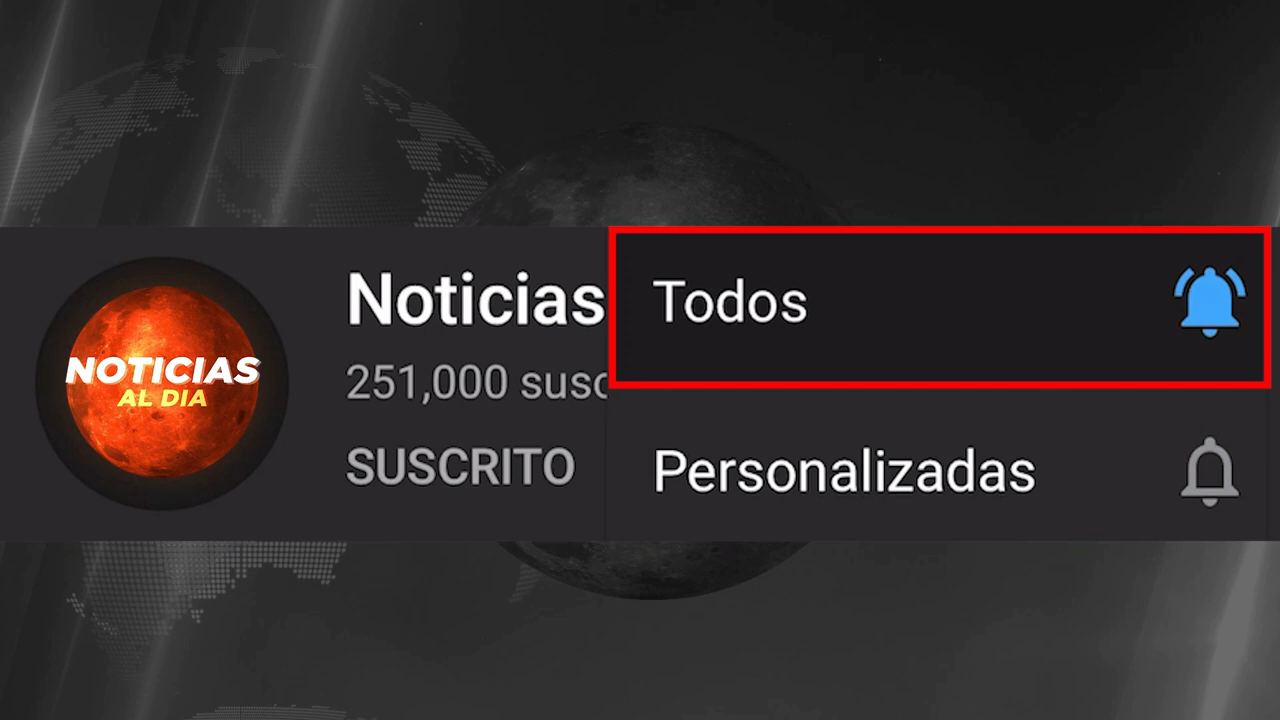 NOTICIAS
AL DIA
Noticias
251,000 susc
SUSCRITO
Todos
Personalizadas